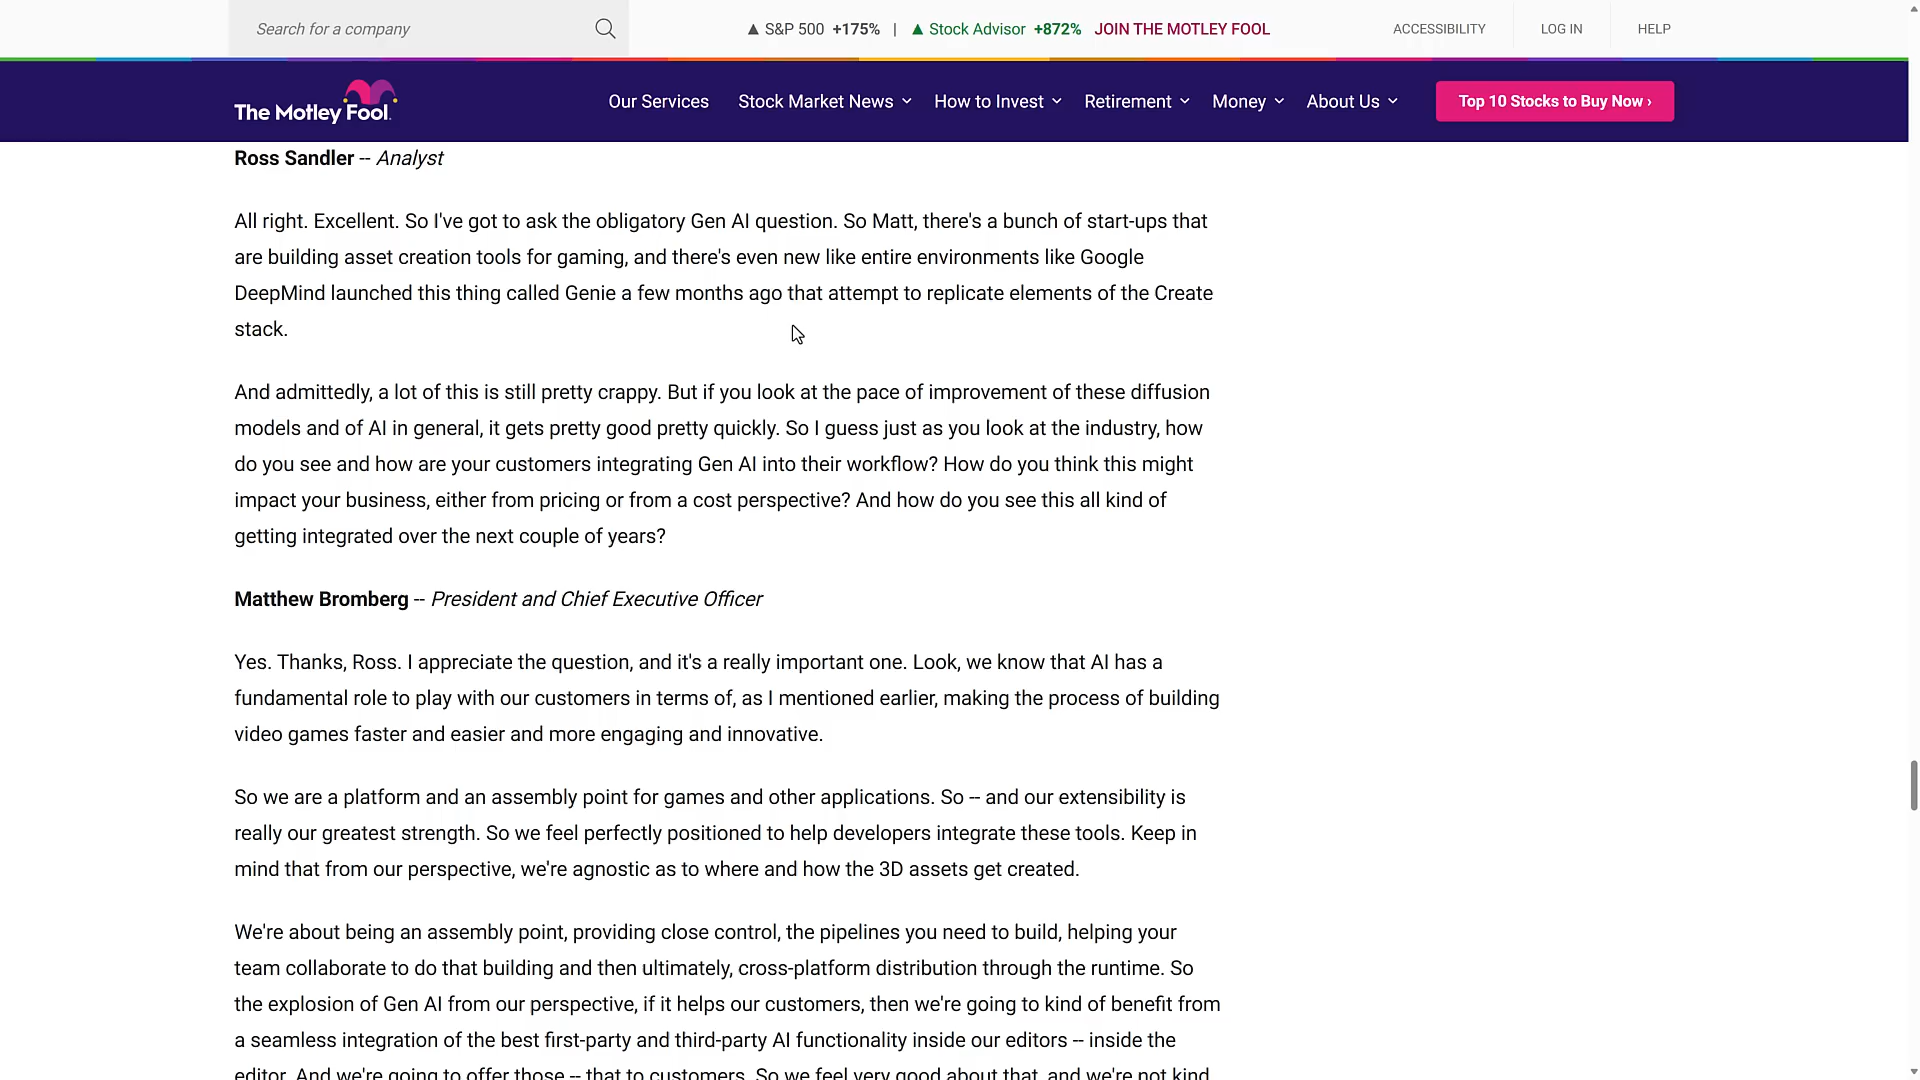 Search for a company
▲ S&P 500 +175% | ▲ Stock Advisor +872% JOIN THE MOTLEY FOOL
ACCESSIBILITY LOG IN HELP
The Motley Fool.
Our Services Stock Market News How to Invest Retirement Money About Us
Top 10 Stocks to Buy Now ›
Ross Sandler -- Analyst
All right. Excellent. So I've got to ask the obligatory Gen AI question. So Matt, there's a bunch of start-ups that
are building asset creation tools for gaming, and there's even new like entire environments like Google
DeepMind launched this thing called Genie a few months ago that attempt to replicate elements of the Create
stack.
And admittedly, a lot of this is still pretty crappy. But if you look at the pace of improvement of these diffusion
models and of AI in general, it gets pretty good pretty quickly. So I guess just as you look at the industry, how
do you see and how are your customers integrating Gen AI into their workflow? How do you think this might
impact your business, either from pricing or from a cost perspective? And how do you see this all kind of
getting integrated over the next couple of years?
Matthew Bromberg -- President and Chief Executive Officer
Yes. Thanks, Ross. I appreciate the question, and it's a really important one. Look, we know that AI has a
fundamental role to play with our customers in terms of, as I mentioned earlier, making the process of building
video games faster and easier and more engaging and innovative.
So we are a platform and an assembly point for games and other applications. So -- and our extensibility is
really our greatest strength. So we feel perfectly positioned to help developers integrate these tools. Keep in
mind that from our perspective, we're agnostic as to where and how the 3D assets get created.
We're about being an assembly point, providing close control, the pipelines you need to build, helping your
team collaborate to do that building and then ultimately, cross-platform distribution through the runtime. So
the explosion of Gen AI from our perspective, if it helps our customers, then we're going to kind of benefit from
a seamless integration of the best first-party and third-party AI functionality inside our editors -- inside the
editor. And we're going to offer those -- that to customers. So we feel very good about that, and we're not kind